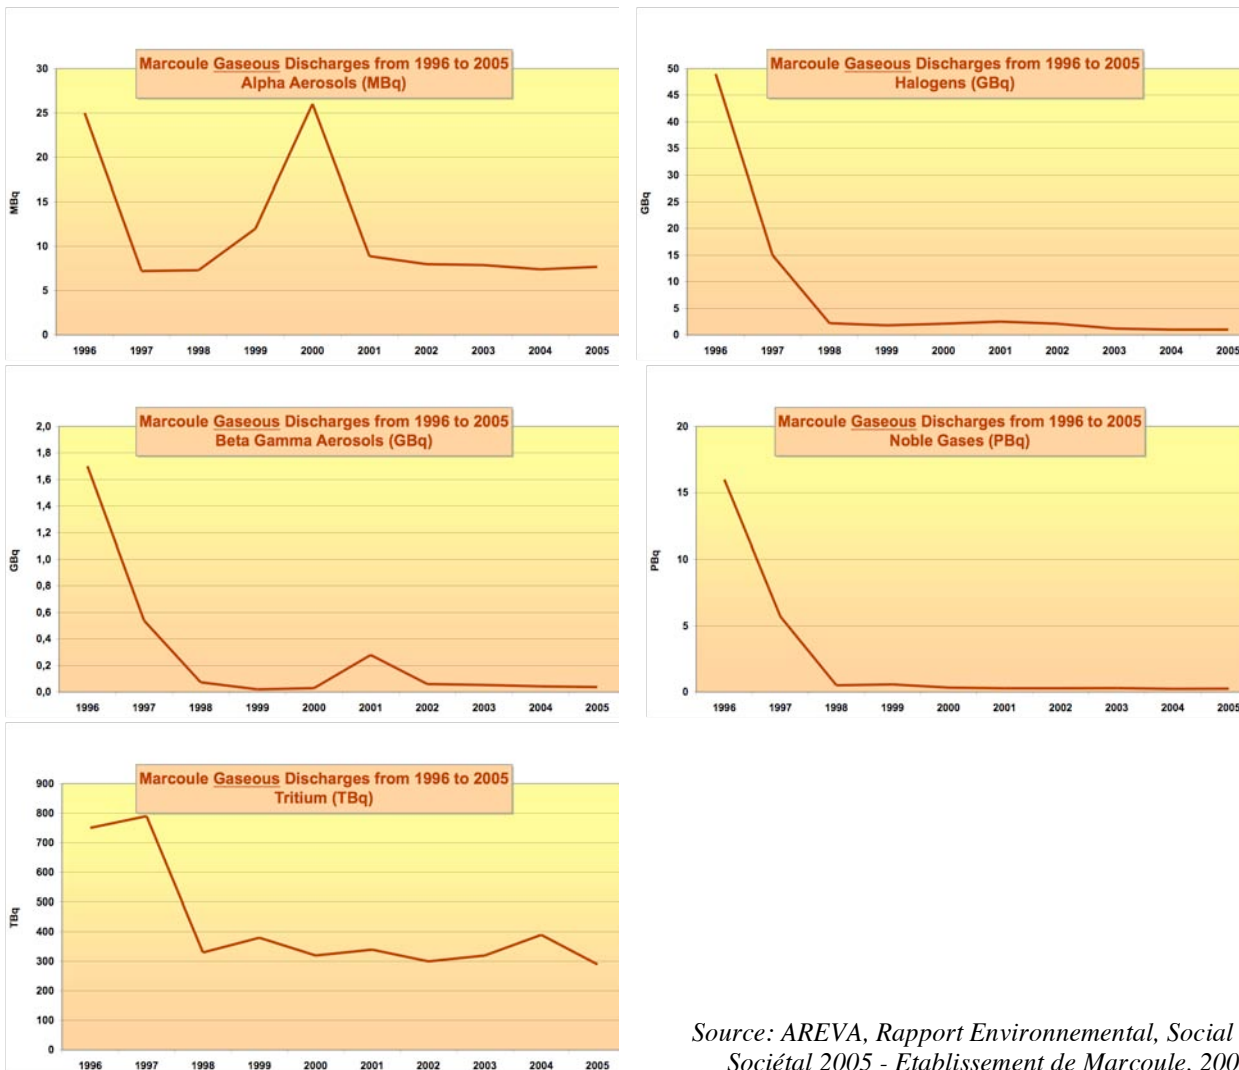 Marcoule Gaseous Discharges from 1996 to 2005
Alpha Aerosols (MBq)
30
25
20
15
10
5
0
MBq
1996 1997 1998 1999 2000 2001 2002 2003 2004 2005
Marcoule Gaseous Discharges from 1996 to 2005
Halogens (GBq)
50
45
40
35
30
25
20
15
10
5
0
GBq
1996 1997 1998 1999 2000 2001 2002 2003 2004 2005
Marcoule Gaseous Discharges from 1996 to 2005
Beta Gamma Aerosols (GBq)
2,0
1,8
1,6
1,4
1,2
1,0
0,8
0,6
0,4
0,2
0,0
GBq
1996 1997 1998 1999 2000 2001 2002 2003 2004 2005
Marcoule Gaseous Discharges from 1996 to 2005
Noble Gases (PBq)
20
15
10
5
0
PBq
1996 1997 1998 1999 2000 2001 2002 2003 2004 2005
Marcoule Gaseous Discharges from 1996 to 2005
Tritium (TBq)
900
800
700
600
500
400
300
200
100
0
TBq
1996 1997 1998 1999 2000 2001 2002 2003 2004 2005
Source: AREVA, Rapport Environnemental, Social
Sociétal 2005 - Etablissement de Marcoule, 200